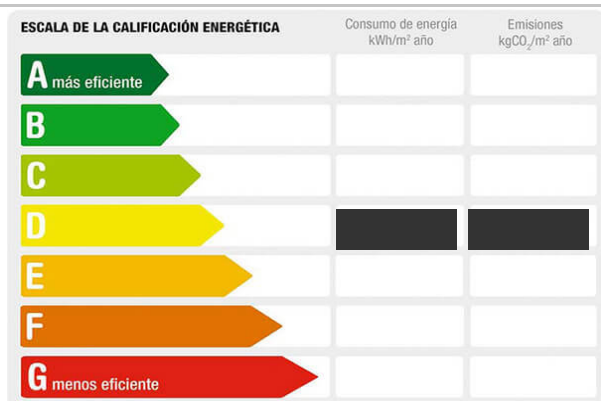 ESCALA DE LA CALIFICACIÓN ENERGÉTICA
Consumo de energía
kWh/m² año
Emisiones
kgCO₂/m² año
A más eficiente
B
C
D
E
F
G menos eficiente